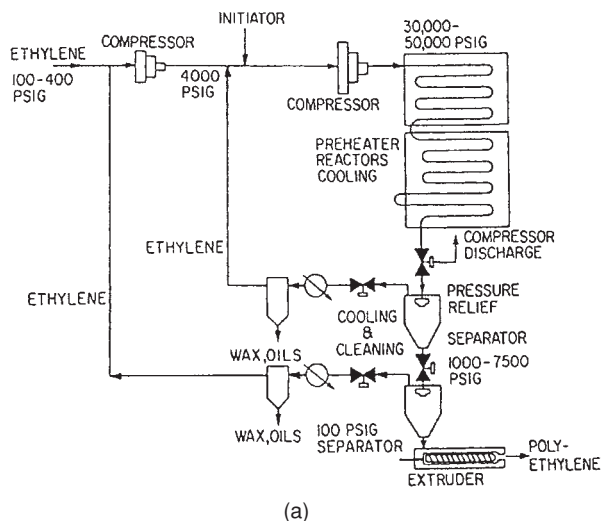 INITIATOR
30,000–
50,000 PSIG
ETHYLENE
COMPRESSOR
100–400
PSIG
4000
PSIG
COMPRESSOR
PREHEATER
REACTORS
COOLING
COMPRESSOR
DISCHARGE
ETHYLENE
ETHYLENE
PRESSURE
RELIEF
COOLING
&
CLEANING
SEPARATOR
WAX,OILS
1000–7500
PSIG
WAX,OILS
100 PSIG
SEPARATOR
POLY-
ETHYLENE
EXTRUDER
(a)